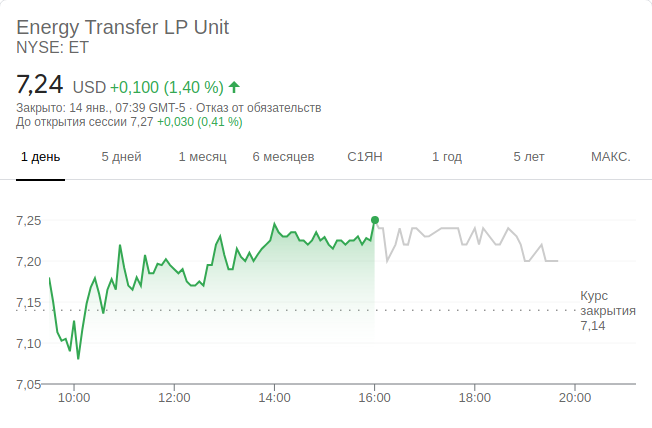 Energy Transfer LP Unit
NYSE: ET
7,24 USD +0,100 (1,40 %)
Закрыто: 14 янв., 07:39 GMT-5 · Отказ от обязательств
До открытия сессии 7,27 +0,030 (0,41 %)
1 день 5 дней 1 месяц 6 месяцев С1ЯН 1 год 5 лет МАКС.
7,25
7,20
7,15
7,10
7,05
Курс
закрытия
7,14
10:00 12:00 14:00 16:00 18:00 20:00